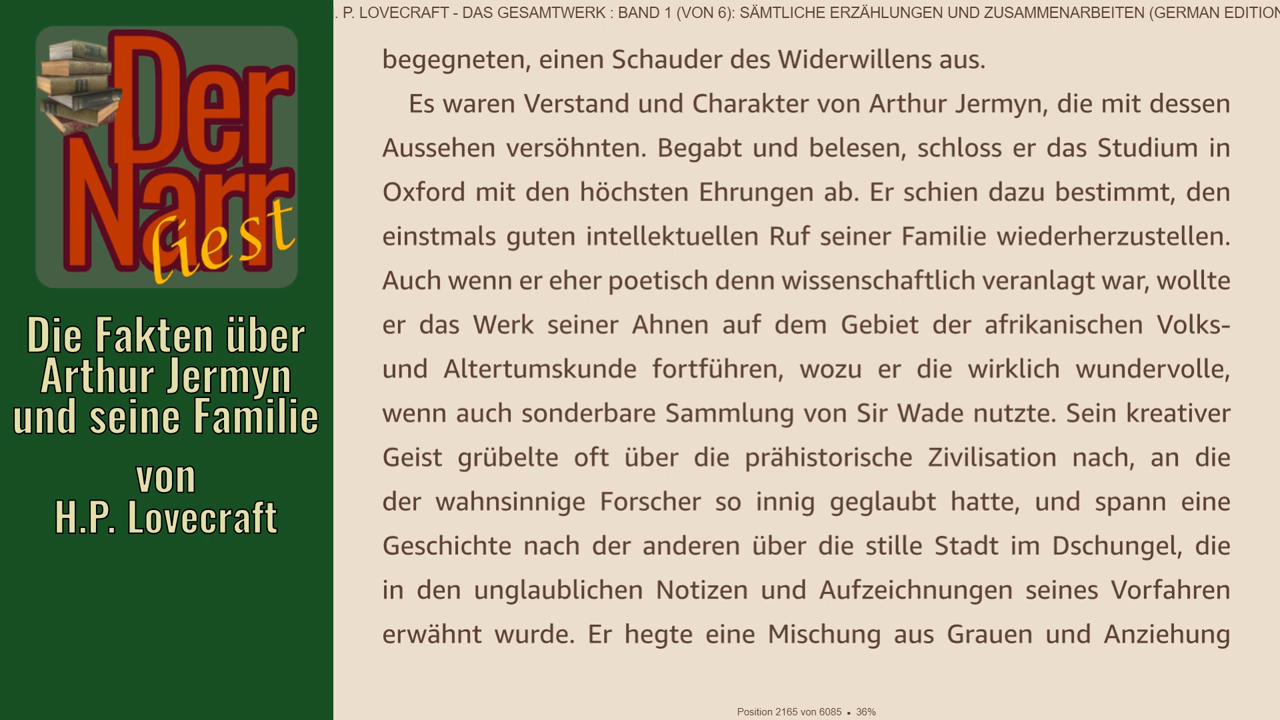 Der
Narr
liest
Die Fakten über
Arthur Jermyn
und seine Familie
von
H.P. Lovecraft
. P. LOVECRAFT - DAS GESAMTWERK : BAND 1 (VON 6): SÄMTLICHE ERZÄHLUNGEN UND ZUSAMMENARBEITEN (GERMAN EDITION
begegneten, einen Schauder des Widerwillens aus.
Es waren Verstand und Charakter von Arthur Jermyn, die mit dessen
Aussehen versöhnten. Begabt und belesen, schloss er das Studium in
Oxford mit den höchsten Ehrungen ab. Er schien dazu bestimmt, den
einstmals guten intellektuellen Ruf seiner Familie wiederherzustellen.
Auch wenn er eher poetisch denn wissenschaftlich veranlagt war, wollte
er das Werk seiner Ahnen auf dem Gebiet der afrikanischen Volks-
und Altertumskunde fortführen, wozu er die wirklich wundervolle,
wenn auch sonderbare Sammlung von Sir Wade nutzte. Sein kreativer
Geist grübelte oft über die prähistorische Zivilisation nach, an die
der wahnsinnige Forscher so innig geglaubt hatte, und spann eine
Geschichte nach der anderen über die stille Stadt im Dschungel, die
in den unglaublichen Notizen und Aufzeichnungen seines Vorfahren
erwähnt wurde. Er hegte eine Mischung aus Grauen und Anziehung
Position 2165 von 6085 • 36%